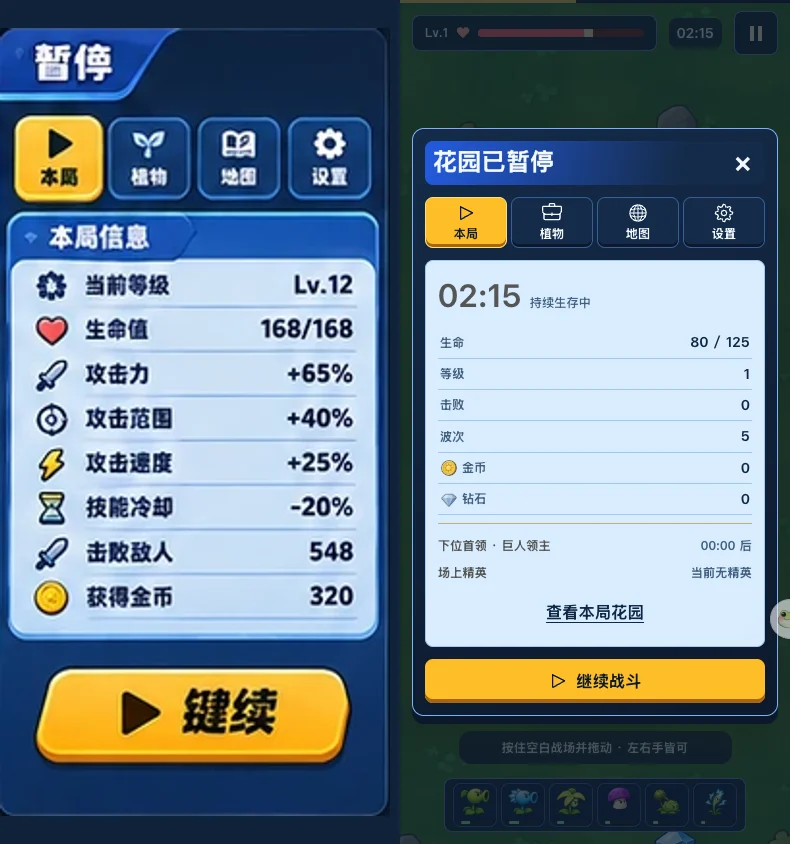 暂停
本局
植物
地图
设置
本局信息
当前等级 Lv.12
生命值 168/168
攻击力 +65%
攻击范围 +40%
攻击速度 +25%
技能冷却 -20%
击败敌人 548
获得金币 320
键续
Lv.1 02:15
花园已暂停
本局
植物
地图
设置
02:15 持续生存中
生命 80 / 125
等级 1
击败 0
波次 5
金币 0
钻石 0
下位首领 · 巨人领主 00:00 后
场上精英 当前无精英
查看本局花园
继续战斗
按住空白战场并拖动 · 左右手皆可